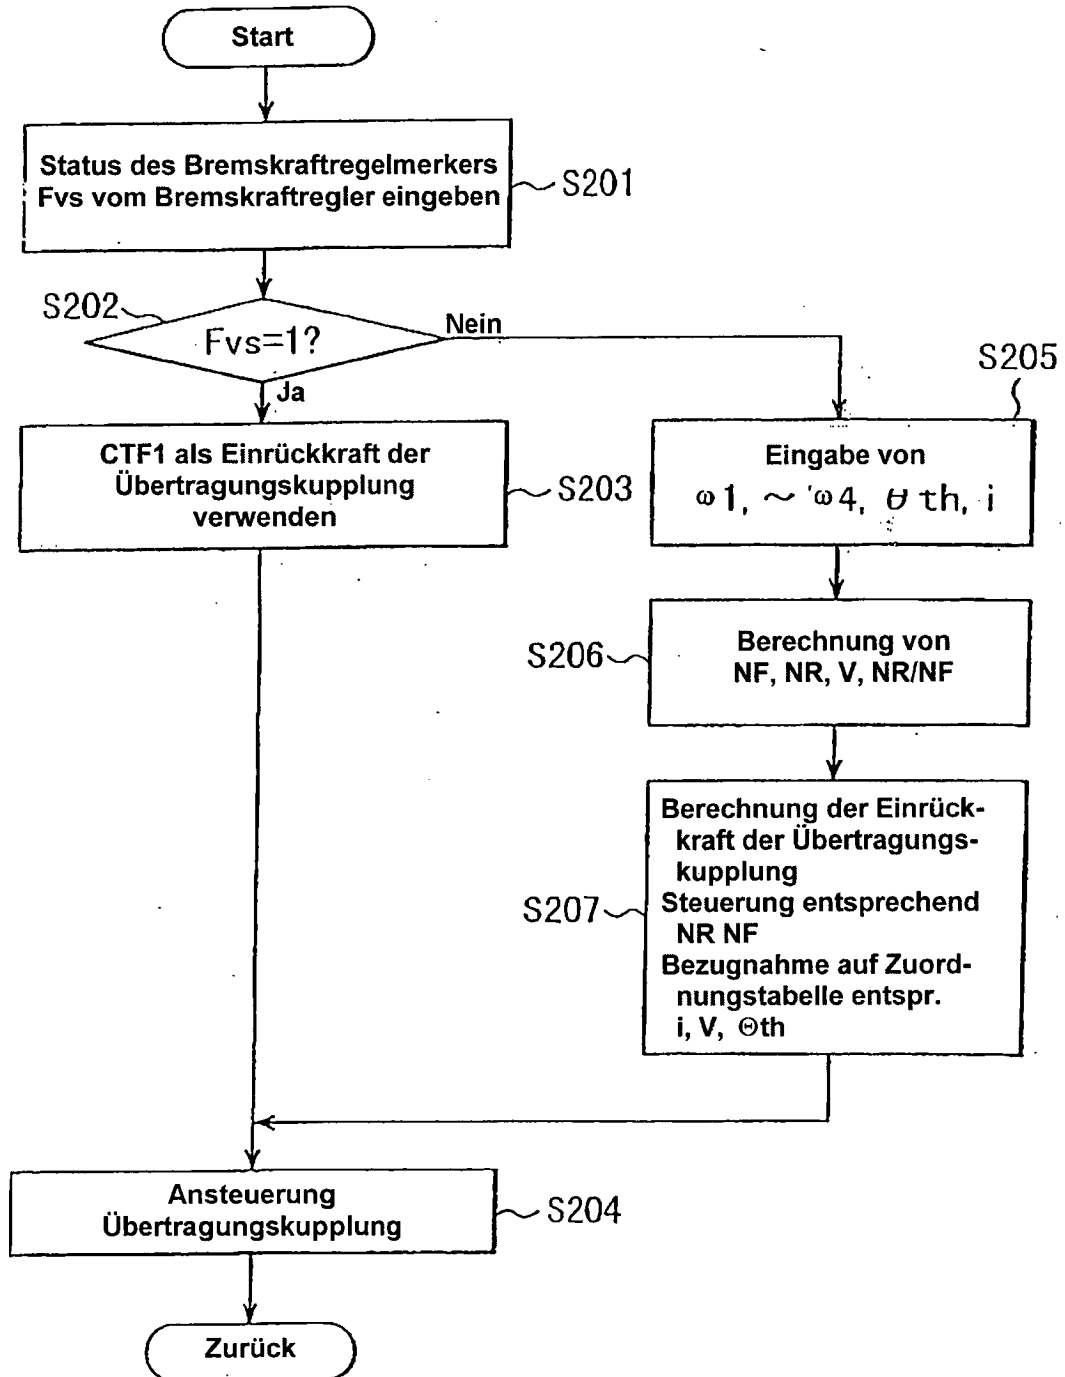 Start
Status des Bremskraftregelmerkers
Fvs vom Bremskraftregler eingeben
S201
S202
Fvs=1?
Nein
Ja
CTF1 als Einrückkraft der
Übertragungskupplung
verwenden
S203
S205
Eingabe von
ω1, ~ ω4, θth, i
S206
Berechnung von
NF, NR, V, NR/NF
S207
Berechnung der Einrück-
kraft der Übertragungs-
kupplung
Steuerung entsprechend
NR NF
Bezugnahme auf Zuord-
nungstabelle entspr.
i, V, Θth
Ansteuerung
Übertragungskupplung
S204
Zurück